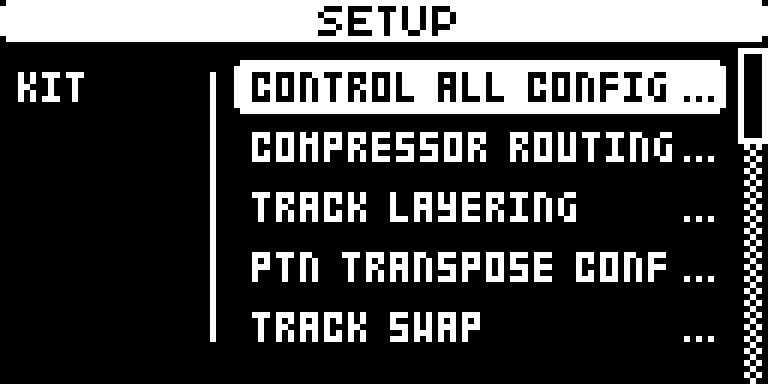 SETUP
KIT
CONTROL ALL CONFIG ...
COMPRESSOR ROUTING...
TRACK LAYERING ...
PTN TRANSPOSE CONF ...
TRACK SWAP ...